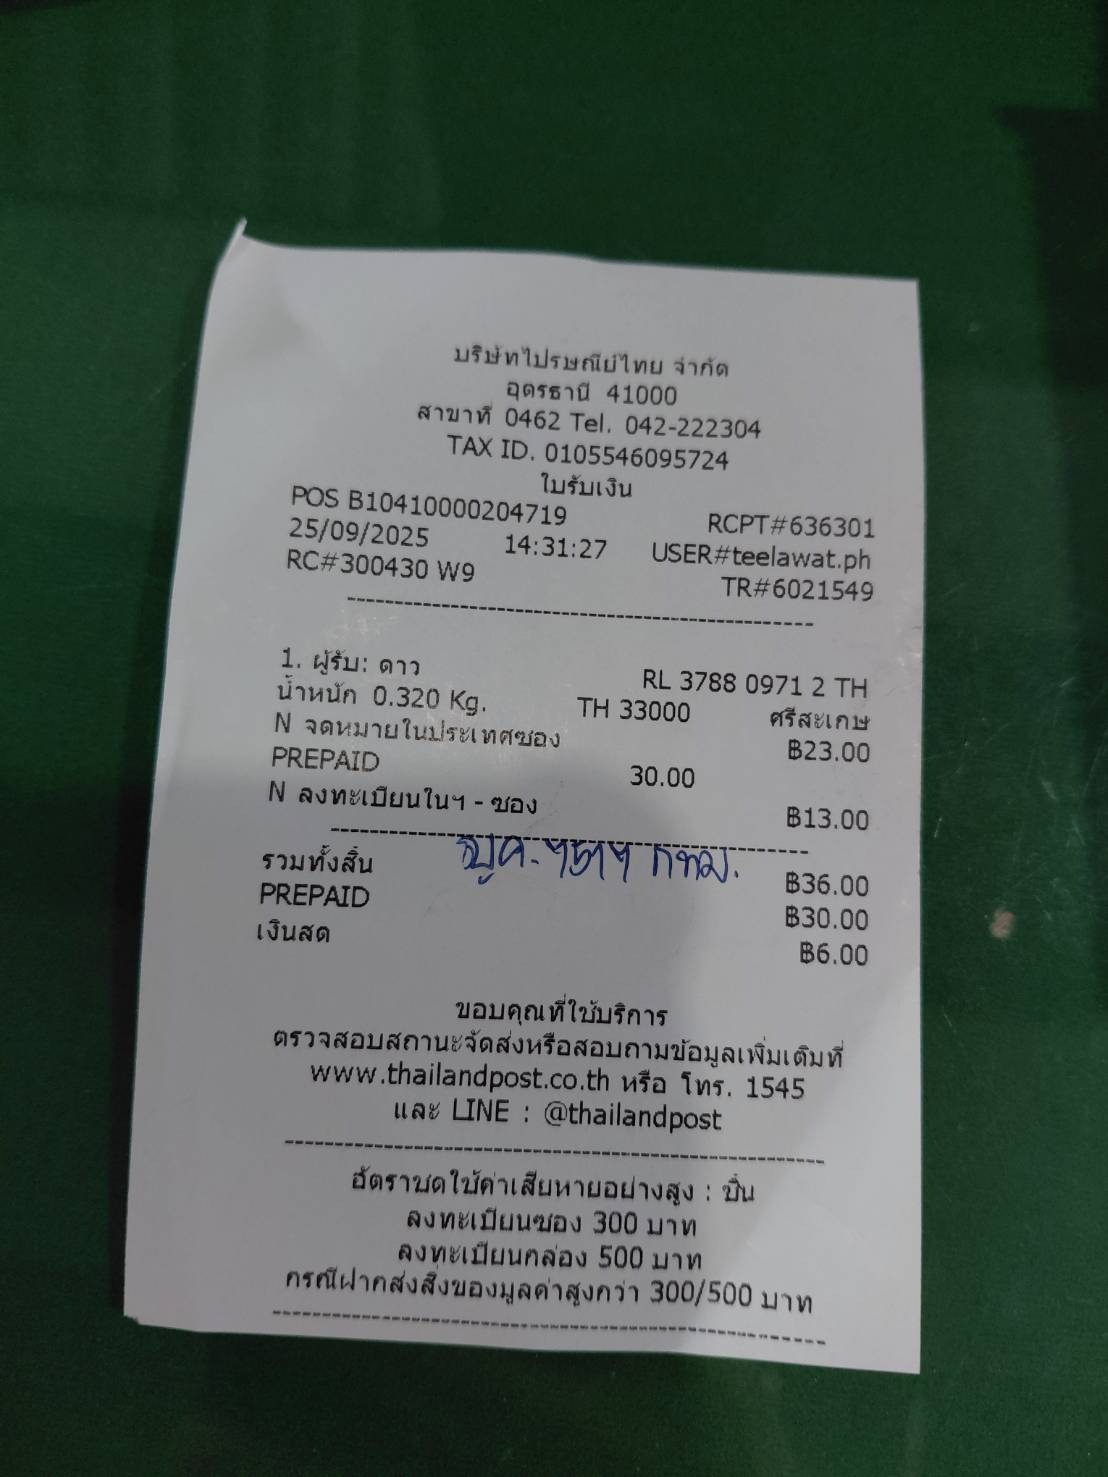 บริษัทไปรษณีย์ไทย จำกัด
อุดรธานี 41000
สาขาที่ 0462 Tel. 042-222304
TAX ID. 0105546095724
ใบรับเงิน
POS B10410000204719 RCPT#636301
25/09/2025 14:31:27 USER#teelawat.ph
RC#300430 W9 TR#6021549
1. ผู้รับ: ดาว RL 3788 0971 2 TH
น้ำหนัก 0.320 Kg. TH 33000 ศรีสะเกษ
N จดหมายในประเทศซอง ฿23.00
PREPAID 30.00
N ลงทะเบียนในฯ - ซอง ฿13.00
กทม.
รวมทั้งสิ้น ฿36.00
PREPAID ฿30.00
เงินสด ฿6.00
ขอบคุณที่ใช้บริการ
ตรวจสอบสถานะจัดส่งหรือสอบถามข้อมูลเพิ่มเติมที่
www.thailandpost.co.th หรือ โทร. 1545
และ LINE : @thailandpost
อัตราชดใช้ค่าเสียหายอย่างสูง : ชิ้น
ลงทะเบียนซอง 300 บาท
ลงทะเบียนกล่อง 500 บาท
กรณีฝากส่งสิ่งของมูลค่าสูงกว่า 300/500 บาท